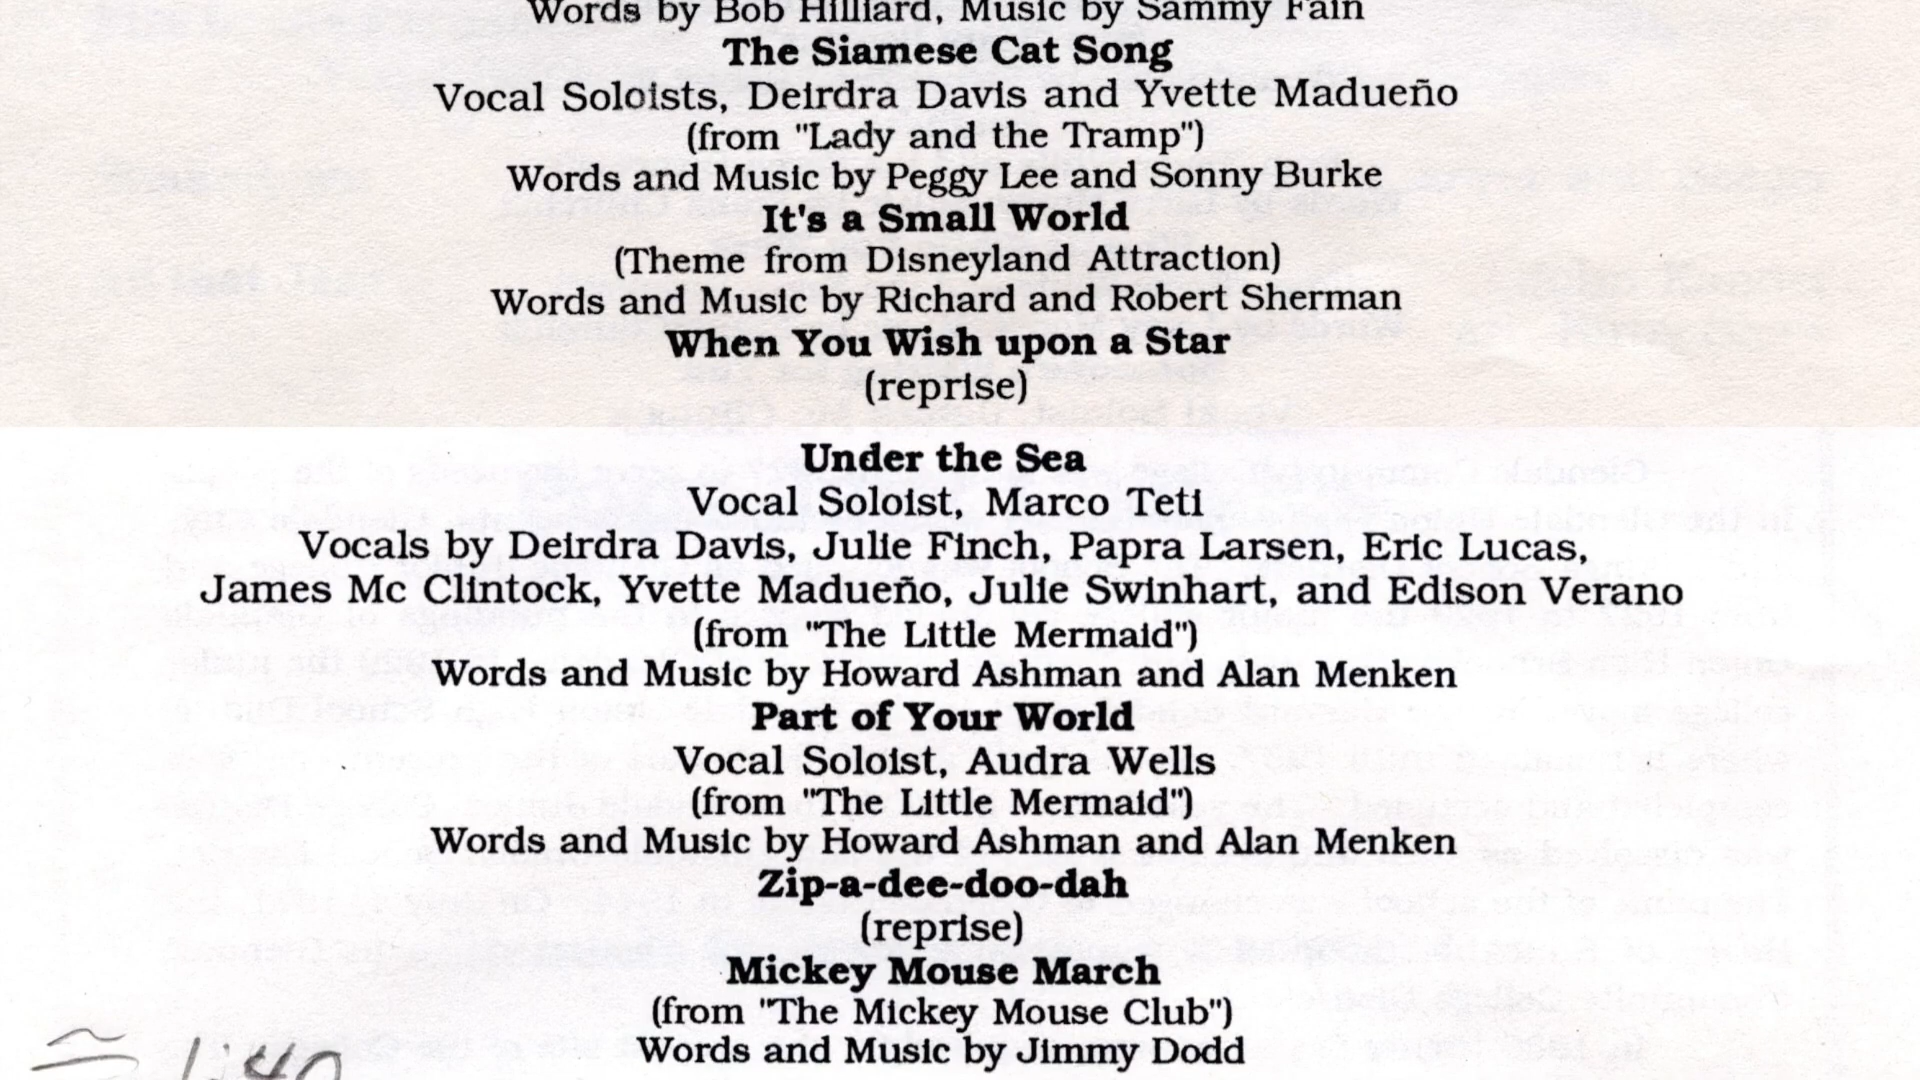 Words by Bob Hilliard, Music by Sammy Fain
The Siamese Cat Song
Vocal Soloists, Deirdra Davis and Yvette Madueño
(from "Lady and the Tramp")
Words and Music by Peggy Lee and Sonny Burke
It's a Small World
(Theme from Disneyland Attraction)
Words and Music by Richard and Robert Sherman
When You Wish upon a Star
(reprise)
Under the Sea
Vocal Soloist, Marco Teti
Vocals by Deirdra Davis, Julie Finch, Papra Larsen, Eric Lucas,
James Mc Clintock, Yvette Madueño, Julie Swinhart, and Edison Verano
(from "The Little Mermaid")
Words and Music by Howard Ashman and Alan Menken
Part of Your World
Vocal Soloist, Audra Wells
(from "The Little Mermaid")
Words and Music by Howard Ashman and Alan Menken
Zip-a-dee-doo-dah
(reprise)
Mickey Mouse March
(from "The Mickey Mouse Club")
Words and Music by Jimmy Dodd